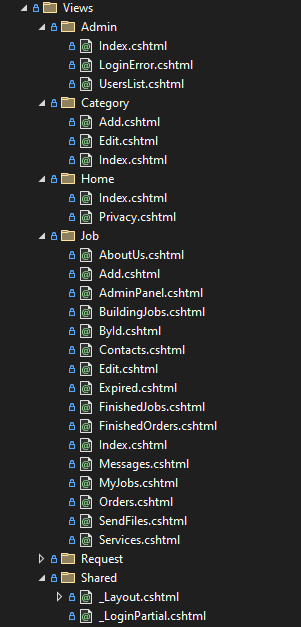 Views
Admin
Index.cshtml
LoginError.cshtml
UsersList.cshtml
Category
Add.cshtml
Edit.cshtml
Index.cshtml
Home
Index.cshtml
Privacy.cshtml
Job
AboutUs.cshtml
Add.cshtml
AdminPanel.cshtml
BuildingJobs.cshtml
ById.cshtml
Contacts.cshtml
Edit.cshtml
Expired.cshtml
FinishedJobs.cshtml
FinishedOrders.cshtml
Index.cshtml
Messages.cshtml
MyJobs.cshtml
Orders.cshtml
SendFiles.cshtml
Services.cshtml
Request
Shared
_Layout.cshtml
_LoginPartial.cshtml